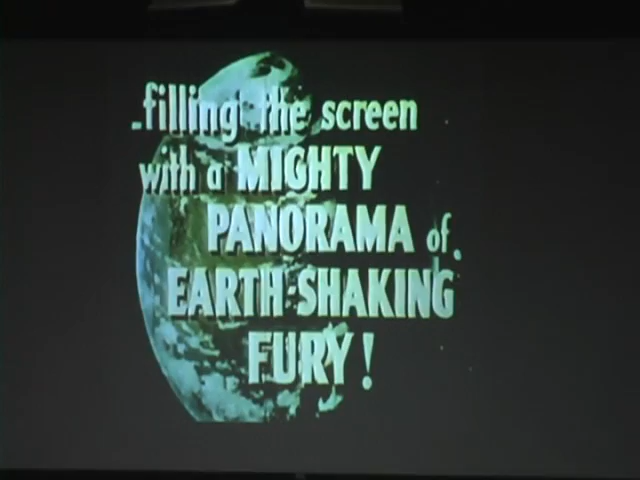 ..filling the screen
with a MIGHTY
PANORAMA of
EARTH-SHAKING
FURY!